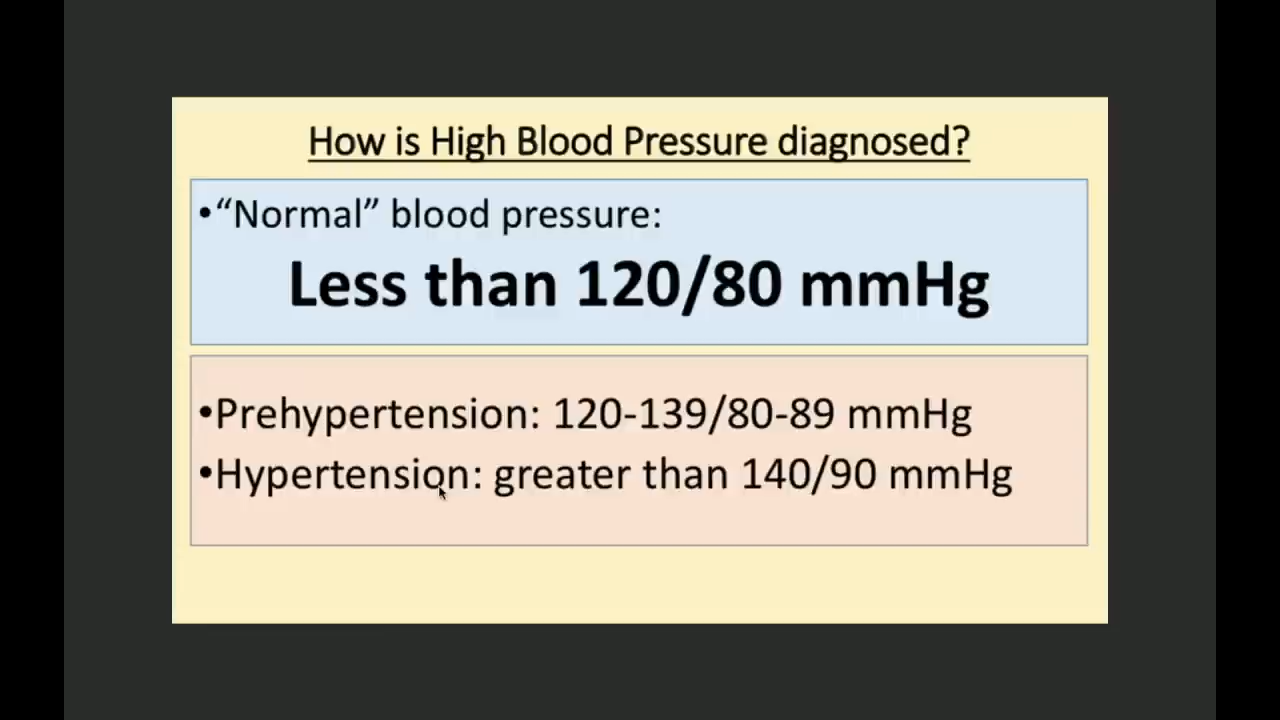 How is High Blood Pressure diagnosed?
•“Normal” blood pressure:
Less than 120/80 mmHg
•Prehypertension: 120-139/80-89 mmHg
•Hypertension: greater than 140/90 mmHg